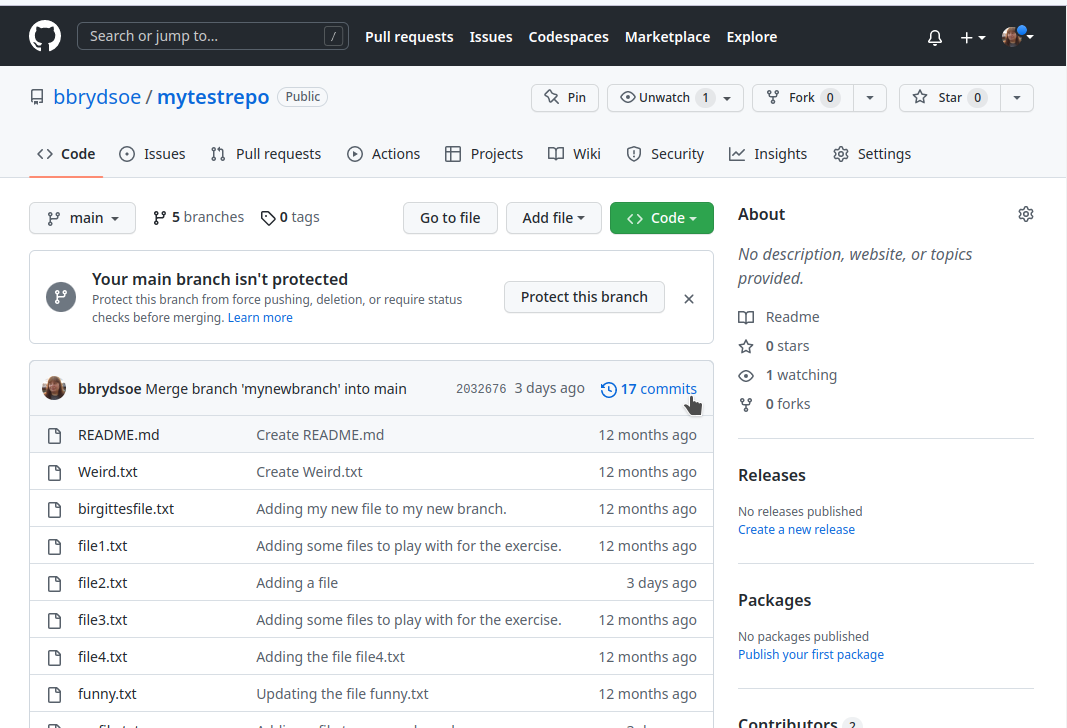 Search or jump to... /
Pull requests Issues Codespaces Marketplace Explore
bbrydsoe / mytestrepo Public
Pin Unwatch 1 Fork 0 Star 0
Code Issues Pull requests Actions Projects Wiki Security Insights Settings
main 5 branches 0 tags Go to file Add file Code
Your main branch isn't protected
Protect this branch from force pushing, deletion, or require status
checks before merging. Learn more
Protect this branch
bbrydsoe Merge branch 'mynewbranch' into main 2032676 3 days ago 17 commits
README.md Create README.md 12 months ago
Weird.txt Create Weird.txt 12 months ago
birgittesfile.txt Adding my new file to my new branch. 12 months ago
file1.txt Adding some files to play with for the exercise. 12 months ago
file2.txt Adding a file 3 days ago
file3.txt Adding some files to play with for the exercise. 12 months ago
file4.txt Adding the file file4.txt 12 months ago
funny.txt Updating the file funny.txt 12 months ago
About
No description, website, or topics
provided.
Readme
0 stars
1 watching
0 forks
Releases
No releases published
Create a new release
Packages
No packages published
Publish your first package
Contributors 2